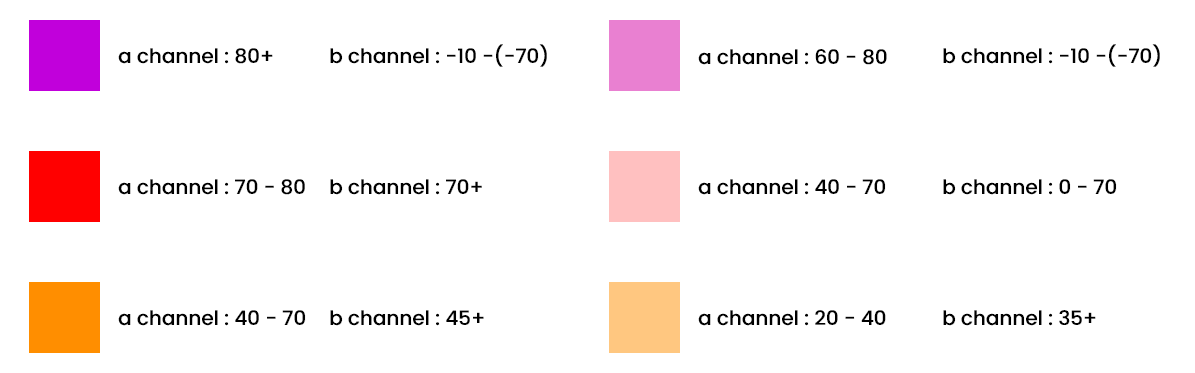 a channel : 80+ b channel : -10 -(-70) a channel : 60 - 80 b channel : -10 -(-70)
a channel : 70 - 80 b channel : 70+ a channel : 40 - 70 b channel : 0 - 70
a channel : 40 - 70 b channel : 45+ a channel : 20 - 40 b channel : 35+